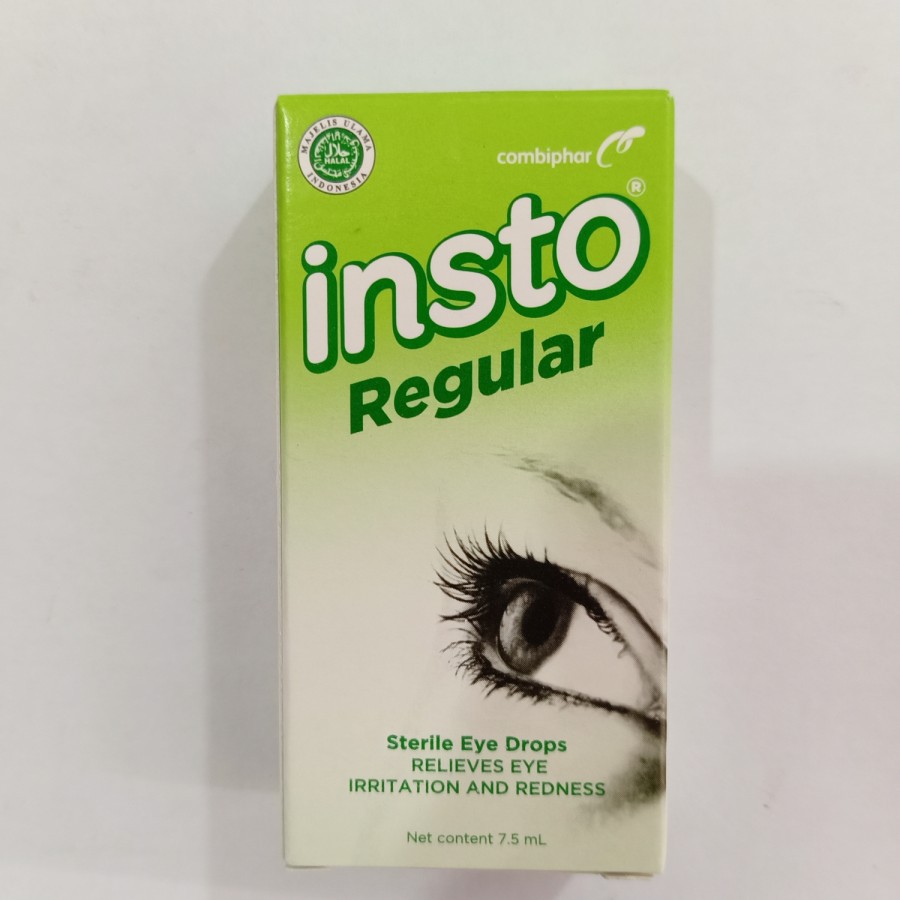 MAJELIS ULAMA
حلال
HALAL
INDONESIA
combiphar
insto®
Regular
Sterile Eye Drops
RELIEVES EYE
IRRITATION AND REDNESS
Net content 7.5 mL